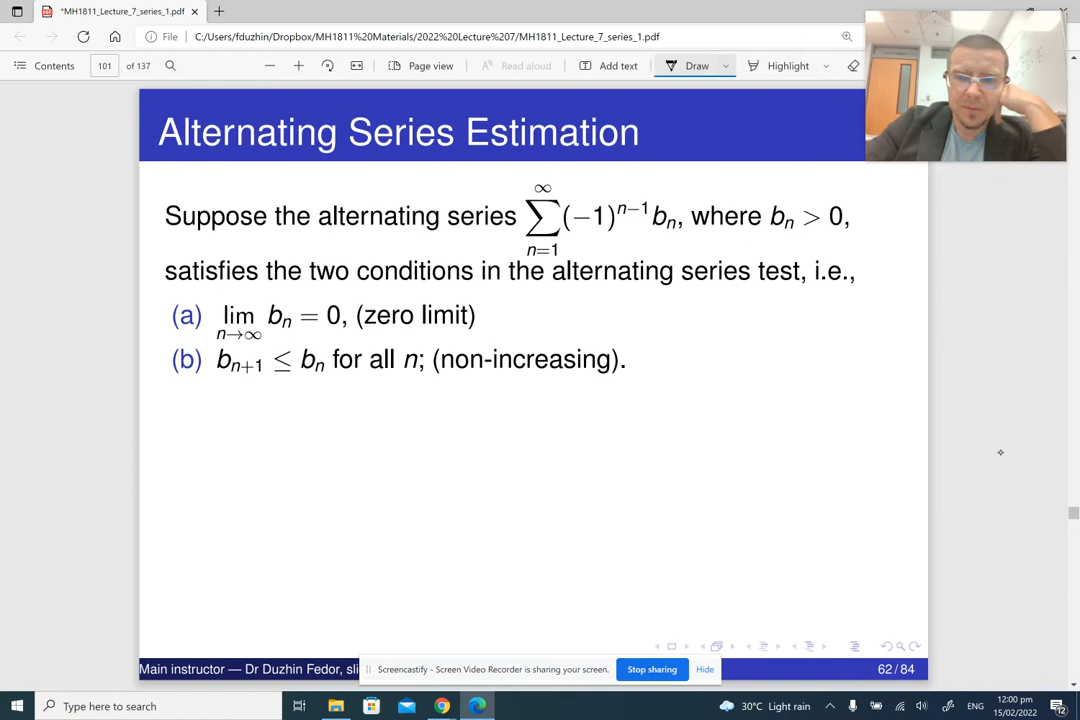 *MH1811_Lecture_7_series_1.pdf
File C:/Users/fduzhin/Dropbox/MH1811%20Materials/2022%20Lecture%207/MH1811_Lecture_7_series_1.pdf
Contents 101 of 137 Page view Read aloud Add text Draw Highlight
Alternating Series Estimation
Suppose the alternating series ∑_{n=1}^{∞} (−1)^{n−1} b_n, where b_n > 0,
satisfies the two conditions in the alternating series test, i.e.,
(a) lim_{n→∞} b_n = 0, (zero limit)
(b) b_{n+1} ≤ b_n for all n; (non-increasing).
Main instructor — Dr Duzhin Fedor, 62 / 84
Screencastify - Screen Video Recorder is sharing your screen. Stop sharing Hide
Type here to search 30°C Light rain ENG 12:00 pm
15/02/2022 12